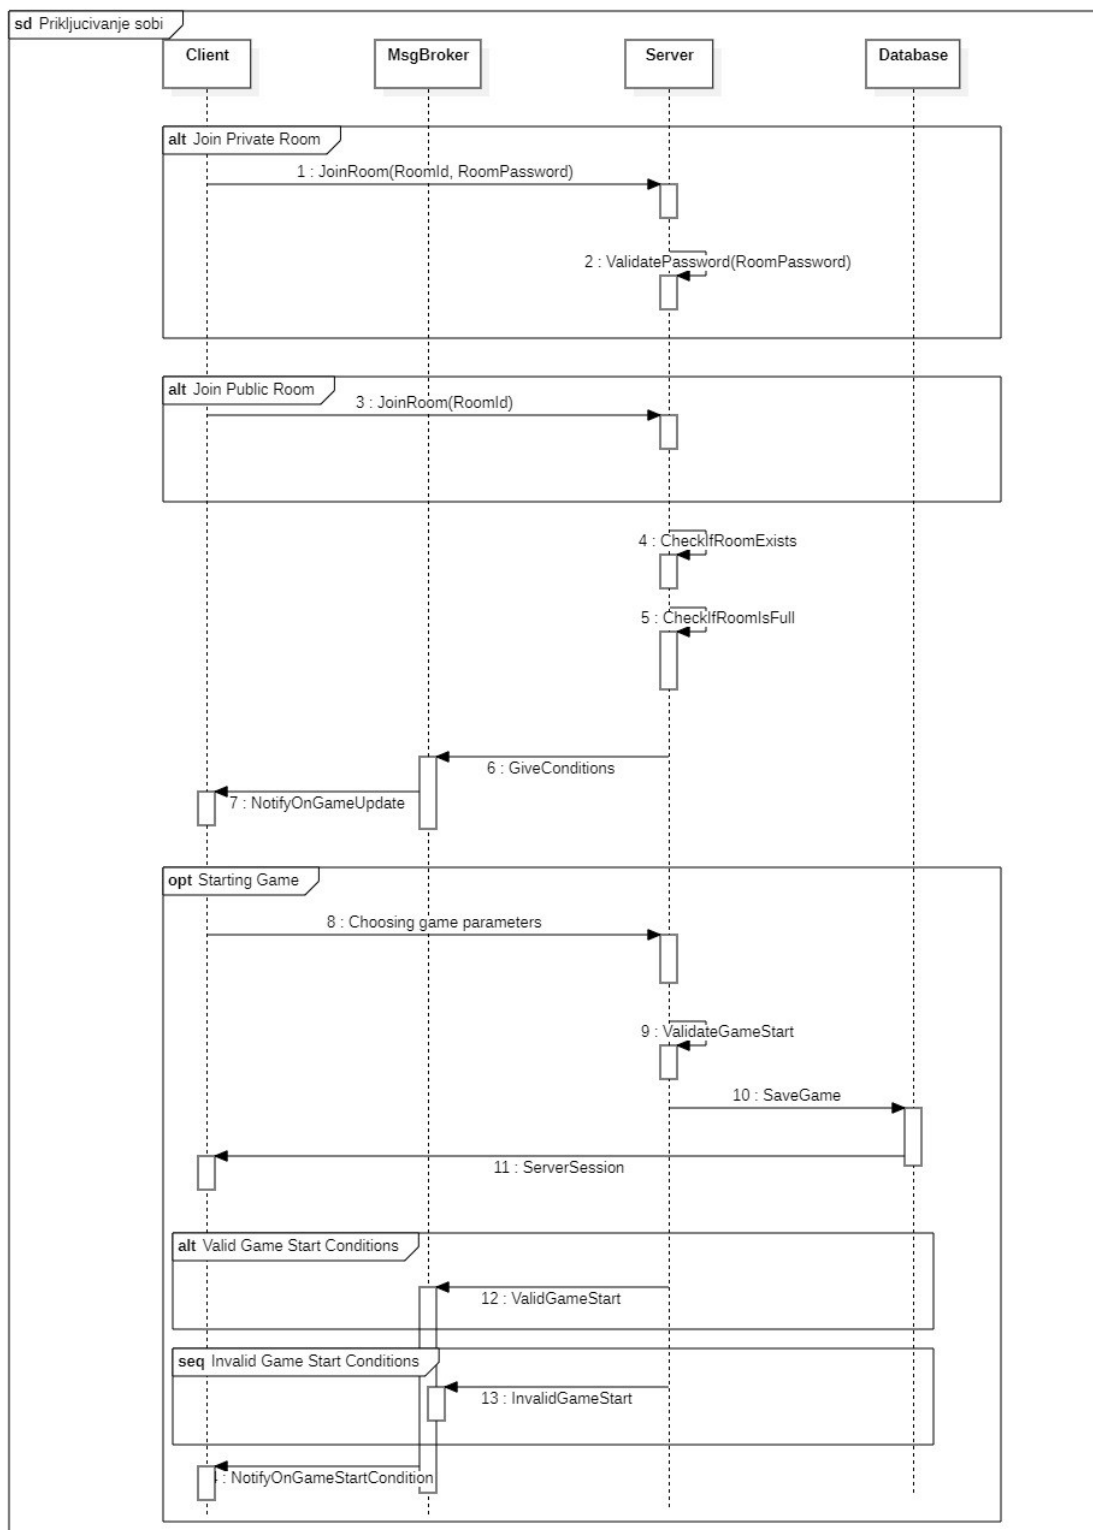 sd Prikljucivanje sobi
Client
MsgBroker
Server
Database
alt Join Private Room
1 : JoinRoom(RoomId, RoomPassword)
2 : ValidatePassword(RoomPassword)
alt Join Public Room
3 : JoinRoom(RoomId)
4 : CheckIfRoomExists
5 : CheckIfRoomIsFull
6 : GiveConditions
7 : NotifyOnGameUpdate
opt Starting Game
8 : Choosing game parameters
9 : ValidateGameStart
10 : SaveGame
11 : ServerSession
alt Valid Game Start Conditions
12 : ValidGameStart
seq Invalid Game Start Conditions
13 : InvalidGameStart
: NotifyOnGameStartCondition